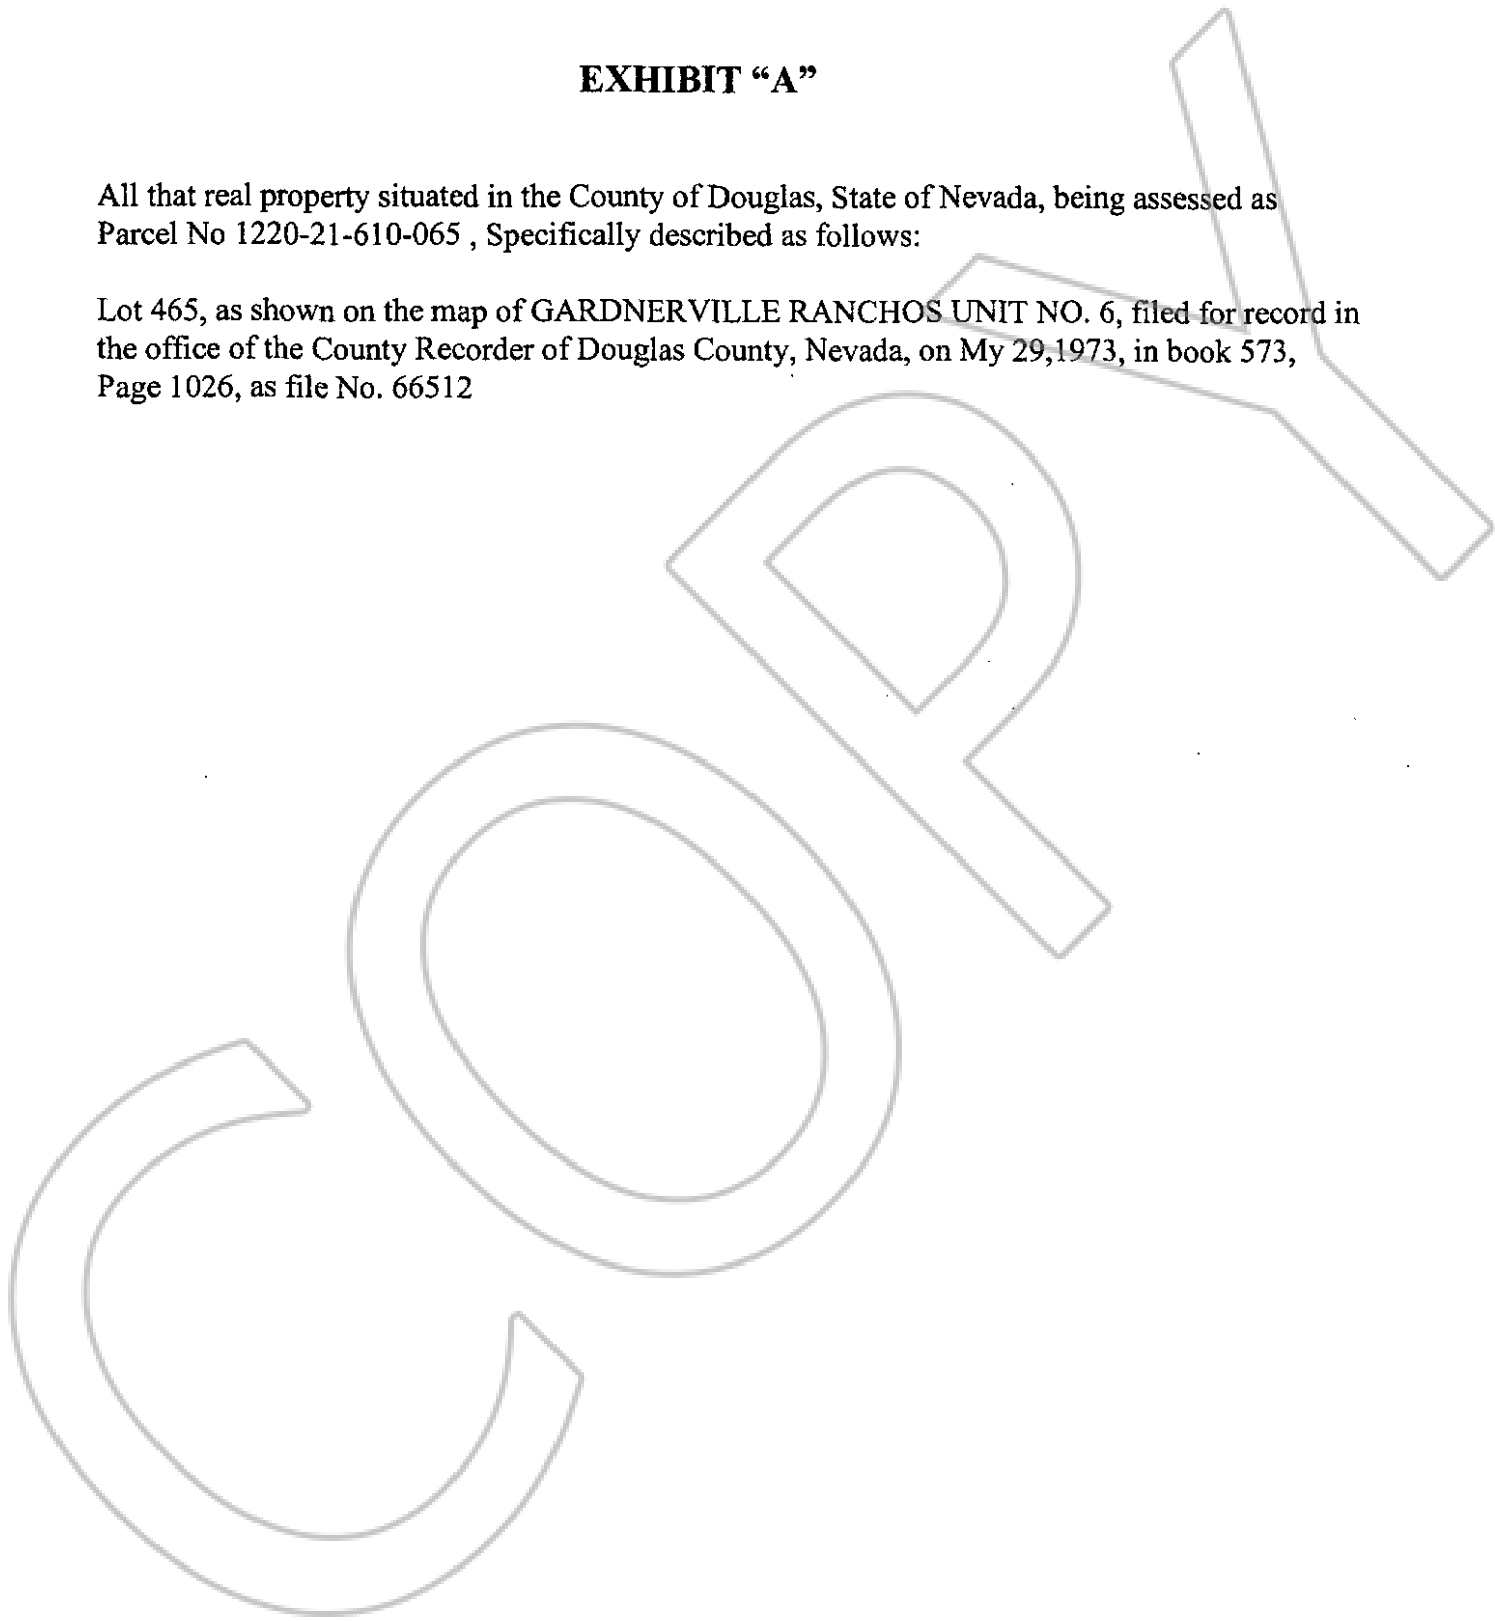 EXHIBIT “A”
All that real property situated in the County of Douglas, State of Nevada, being assessed as
Parcel No 1220-21-610-065 , Specifically described as follows:
Lot 465, as shown on the map of GARDNERVILLE RANCHOS UNIT NO. 6, filed for record in
the office of the County Recorder of Douglas County, Nevada, on My 29,1973, in book 573,
Page 1026, as file No. 66512
COPY